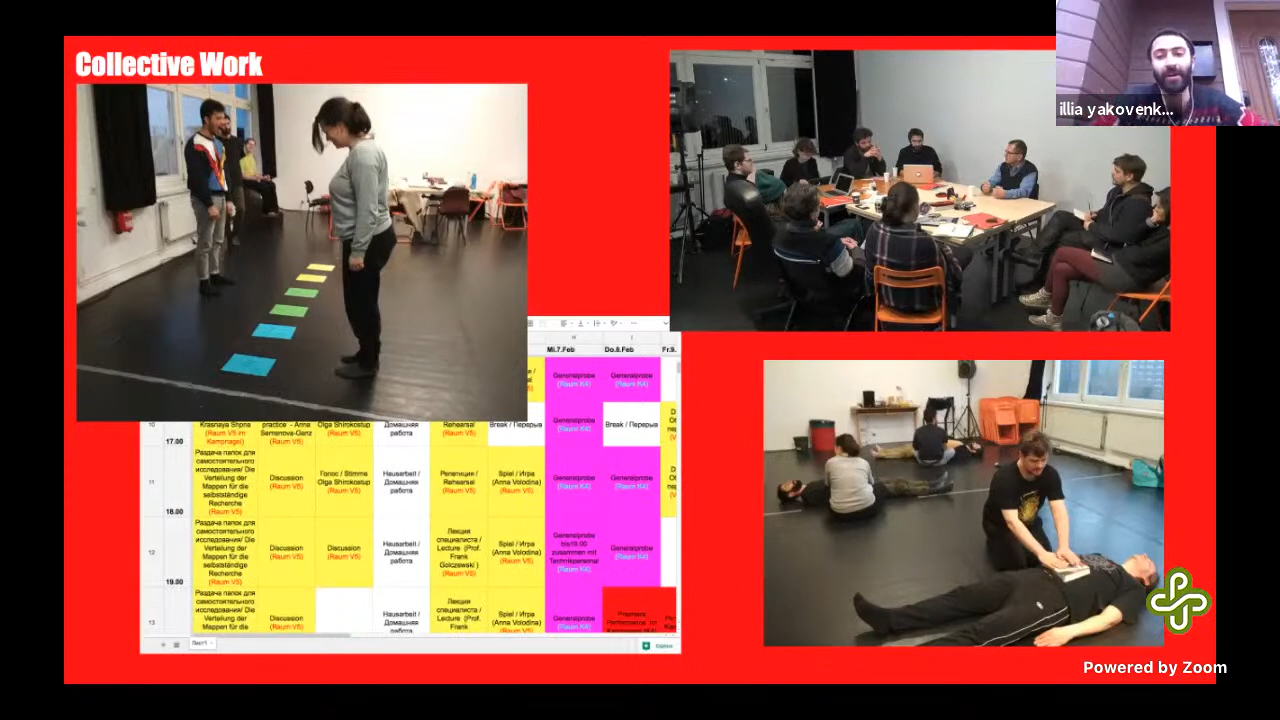 Collective Work
illia yakovenk...
Mi.7.Feb
Do.8.Feb
Fr.9.
Generalprobe
(Raum K4)
Generalprobe
(Raum K4)
17.00
Krasnaya Shpna
(Raum V5 im
Kampnagel)
practice - Anna
Semenova-Ganz
(Raum V5)
Olga Shirokostup
(Raum V5)
Домашняя
работа
Rehearsal
(Raum V5)
Break / Перерыв
Generalprobe
(Raum K4)
Break / Перерыв
11
18.00
Раздача папок для
самостоятельного
исследования/ Die
Verteilung der
Mappen für die
selbstständige
Recherche
(Raum V5)
Discussion
(Raum V5)
Голос / Stimme
Olga Shirokostup
(Raum V5)
Hausarbeit /
Домашняя
работа
Репетиция /
Rehearsal
(Raum V5)
Spiel / Игра
(Anna Volodina)
(Raum V5)
Generalprobe
(Raum K4)
Generalprobe
(Raum K4)
12
19.00
Раздача папок для
самостоятельного
исследования/ Die
Verteilung der
Mappen für die
selbstständige
Recherche
(Raum V5)
Discussion
(Raum V5)
Discussion
(Raum V5)
Hausarbeit /
Домашняя
работа
Лекция
специалиста /
Lecture (Prof.
Frank
Golczewski )
(Raum V5)
Spiel / Игра
(Anna Volodina)
(Raum V5)
Generalprobe
bis19.00
zusammen mit
Technikpersonal
(Raum K4)
Generalprobe
(Raum K4)
13
Раздача папок для
самостоятельного
исследования/ Die
Verteilung der
Mappen für die
Discussion
(Raum V5)
Hausarbeit /
Домашняя
работа
Лекция
специалиста /
Lecture (Prof.
Frank
Spiel / Игра
(Anna Volodina)
(Raum V5)
Generalprobe
(Raum K4)
Лист1
Powered by Zoom